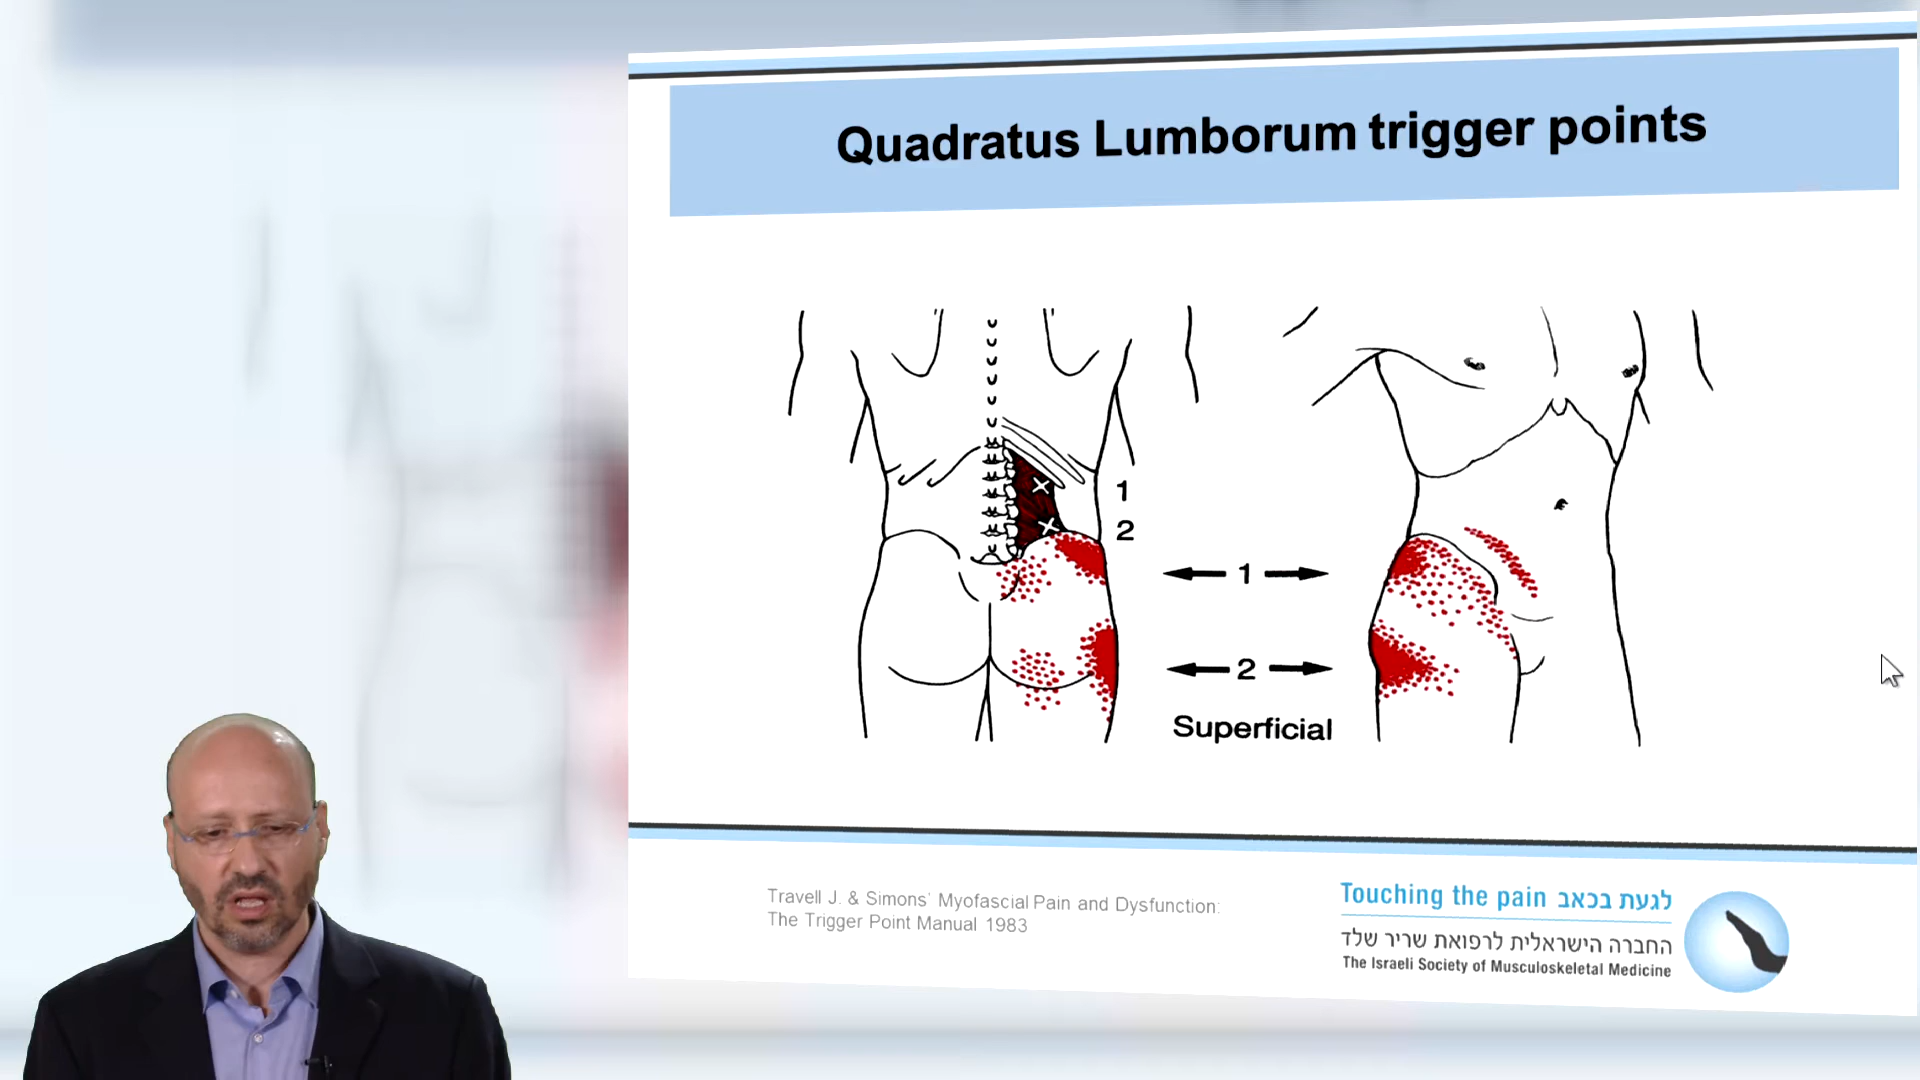 Quadratus Lumborum trigger points
1
2
1
2
Superficial
Travell J. & Simons' Myofascial Pain and Dysfunction:
The Trigger Point Manual 1983
Touching the pain לגעת בכאב
החברה הישראלית לרפואת שריר שלד
The Israeli Society of Musculoskeletal Medicine